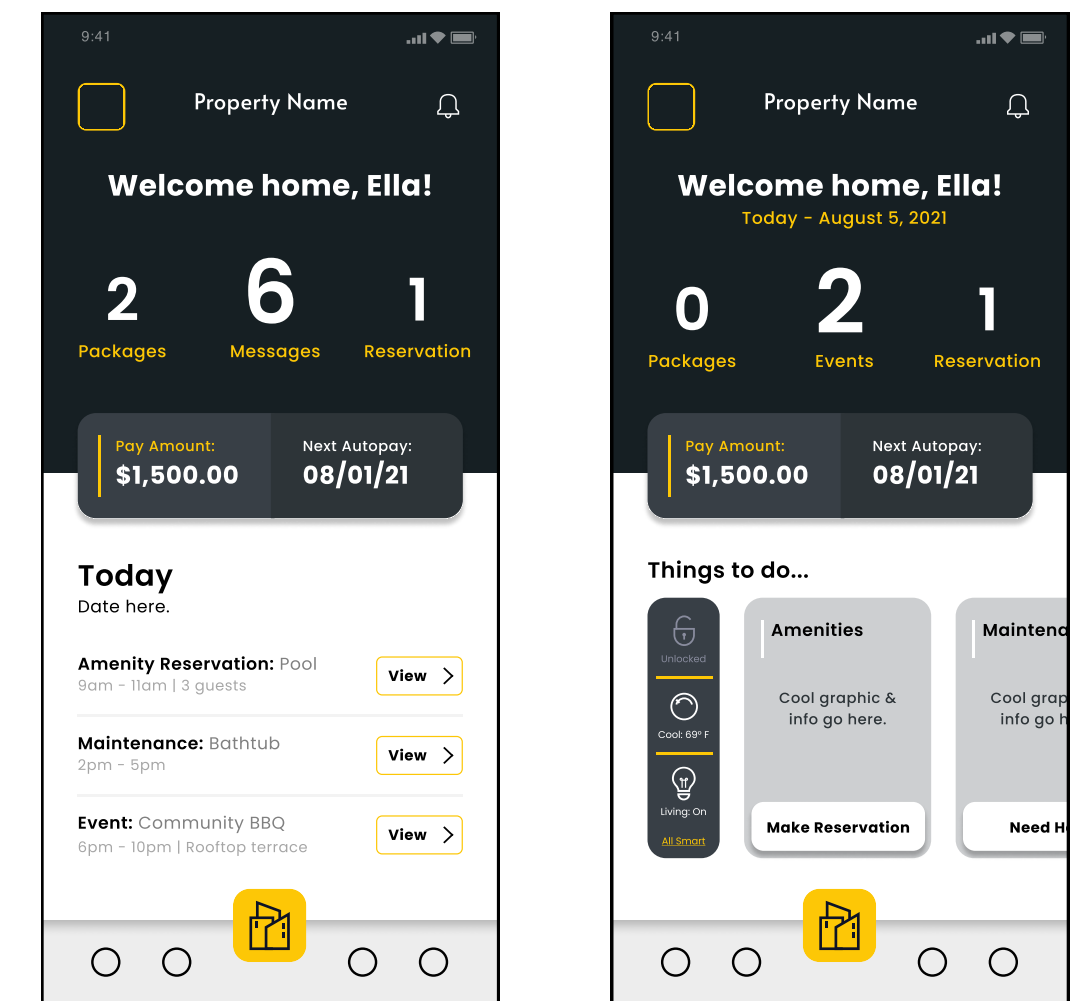 9:41
Property Name
Welcome home, Ella!
2
6
1
Packages
Messages
Reservation
Pay Amount:
$1,500.00
Next Autopay:
08/01/21
Today
Date here.
Amenity Reservation: Pool
9am - 11am | 3 guests
View
Maintenance: Bathtub
2pm - 5pm
View
Event: Community BBQ
6pm - 10pm | Rooftop terrace
View
9:41
Property Name
Welcome home, Ella!
Today - August 5, 2021
0
2
1
Packages
Events
Reservation
Pay Amount:
$1,500.00
Next Autopay:
08/01/21
Things to do...
Unlocked
Cool: 69° F
Living: On
All Smart
Amenities
Cool graphic &
info go here.
Make Reservation
Maintena
Cool grap
info go h
Need H